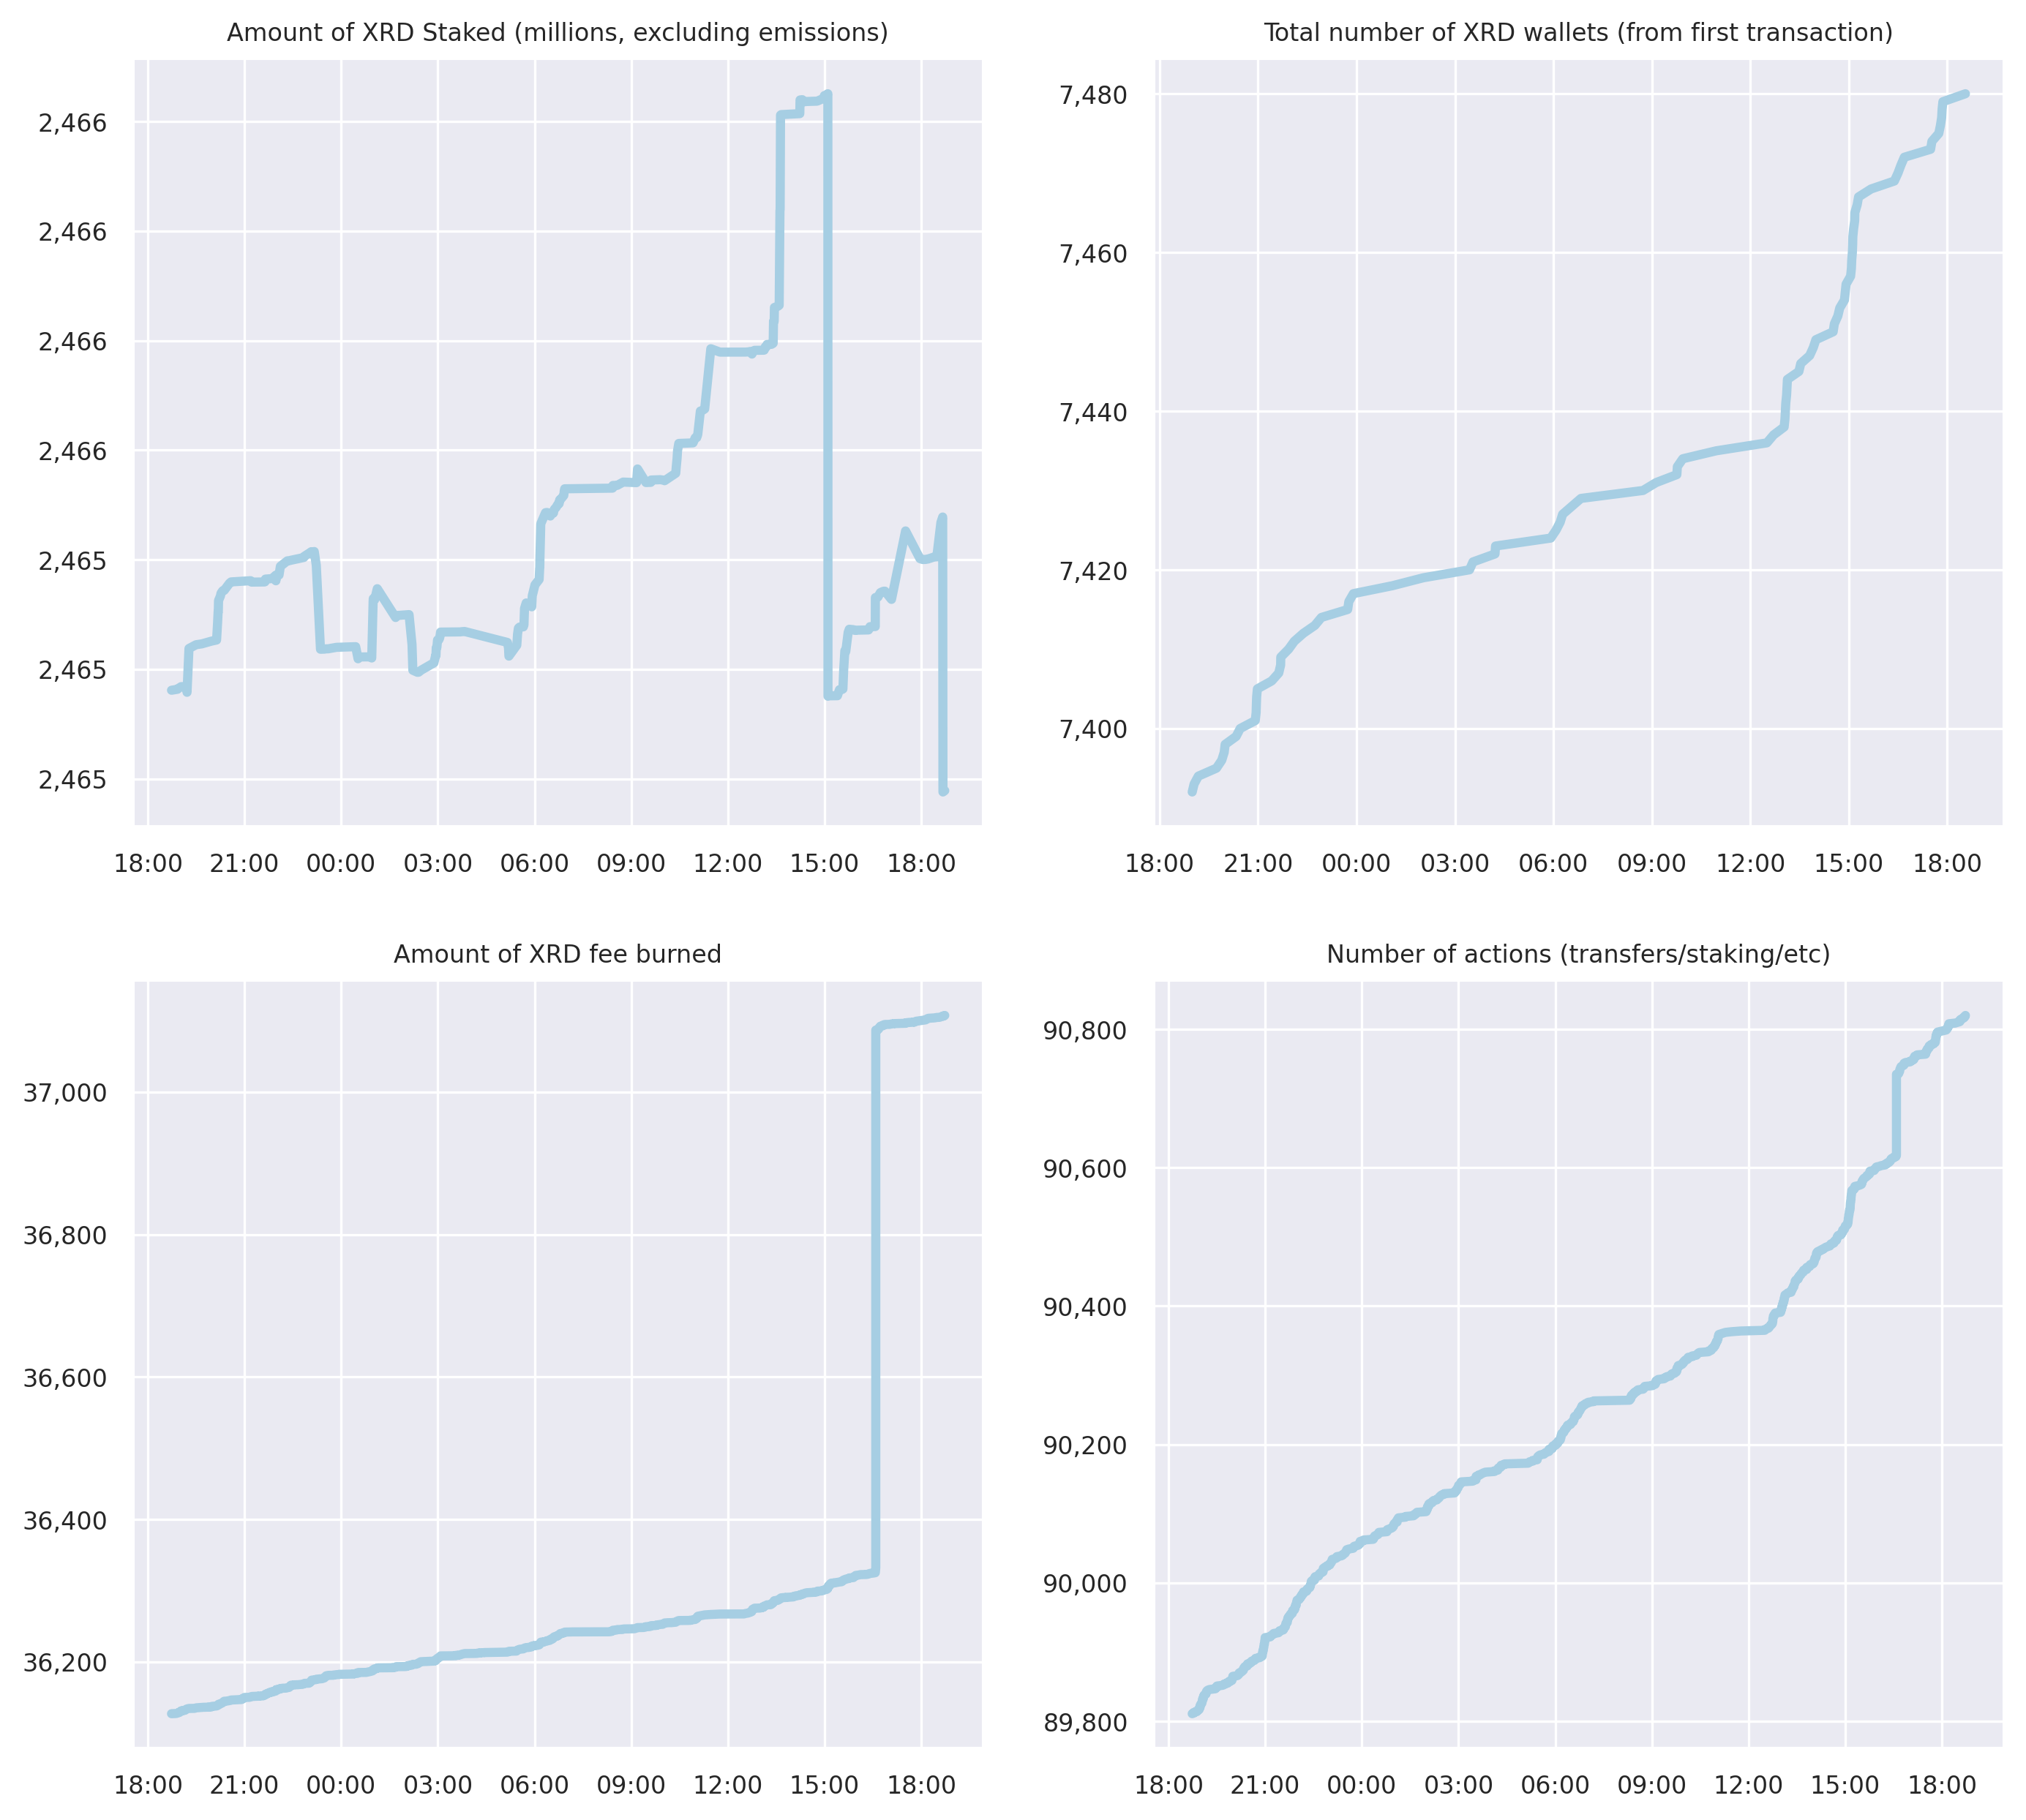 Amount of XRD Staked (millions, excluding emissions)
2,466
2,466
2,466
2,466
2,465
2,465
2,465
18:00 21:00 00:00 03:00 06:00 09:00 12:00 15:00 18:00
Total number of XRD wallets (from first transaction)
7,480
7,460
7,440
7,420
7,400
18:00 21:00 00:00 03:00 06:00 09:00 12:00 15:00 18:00
Amount of XRD fee burned
37,000
36,800
36,600
36,400
36,200
18:00 21:00 00:00 03:00 06:00 09:00 12:00 15:00 18:00
Number of actions (transfers/staking/etc)
90,800
90,600
90,400
90,200
90,000
89,800
18:00 21:00 00:00 03:00 06:00 09:00 12:00 15:00 18:00